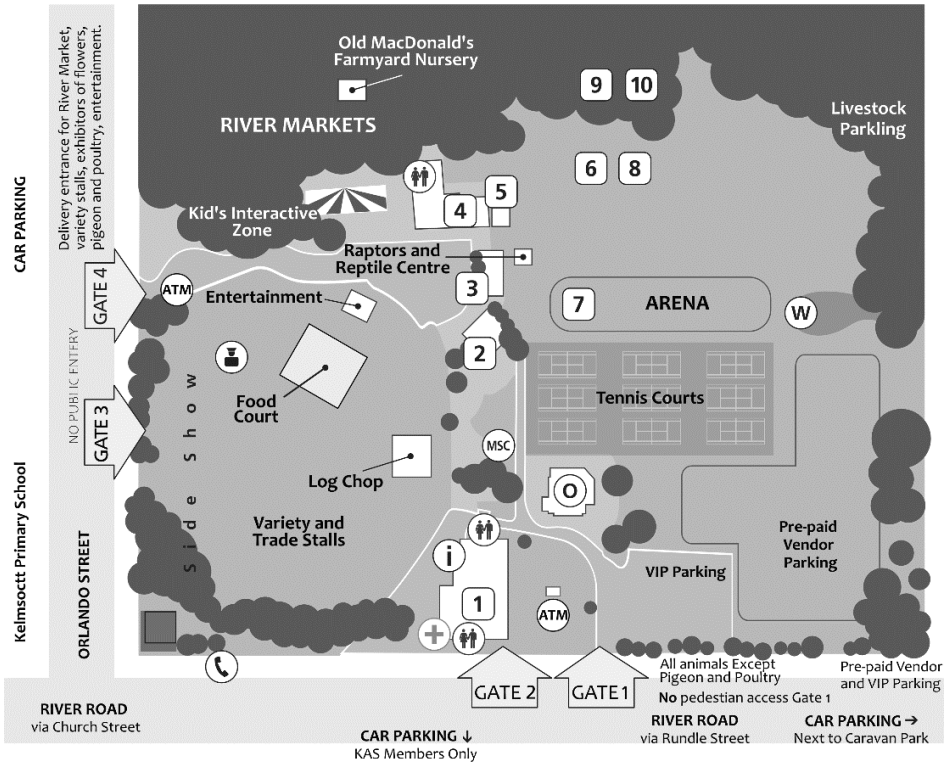 Old MacDonald's
Farmyard Nursery
RIVER MARKETS
9
10
Livestock
Parkling
6
8
5
4
Kid's Interactive
Zone
Raptors and
Reptile Centre
3
Entertainment
2
7
ARENA
W
Tennis Courts
Food
Court
Log Chop
MSC
O
Side Show
Variety and
Trade Stalls
i
1
ATM
VIP Parking
Pre-paid
Vendor
Parking
CAR PARKING
Delivery entrance for River Market,
variety stalls, exhibitors of flowers,
pigeon and poultry, entertainment.
GATE 4
ATM
NO PUBLIC ENTRY
GATE 3
Kelmsoctt Primary School
ORLANDO STREET
GATE 2
GATE 1
All animals Except
Pigeon and Poultry
No pedestian access Gate 1
Pre-paid Vendor
and VIP Parking
RIVER ROAD
via Church Street
CAR PARKING ↓
KAS Members Only
RIVER ROAD
via Rundle Street
CAR PARKING →
Next to Caravan Park